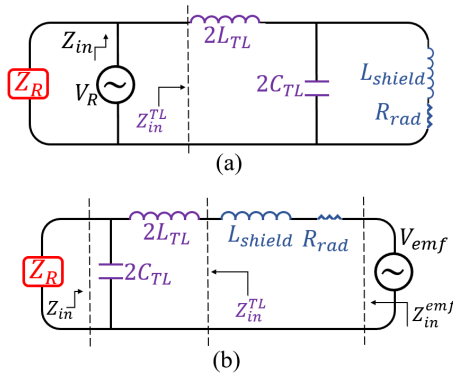 Z_in
2L_TL
Z_R
V_R
2C_TL
L_shield
Z_in^TL
R_rad
(a)
2L_TL
L_shield R_rad
V_emf
Z_R
2C_TL
Z_in
Z_in^TL
Z_in^emf
(b)